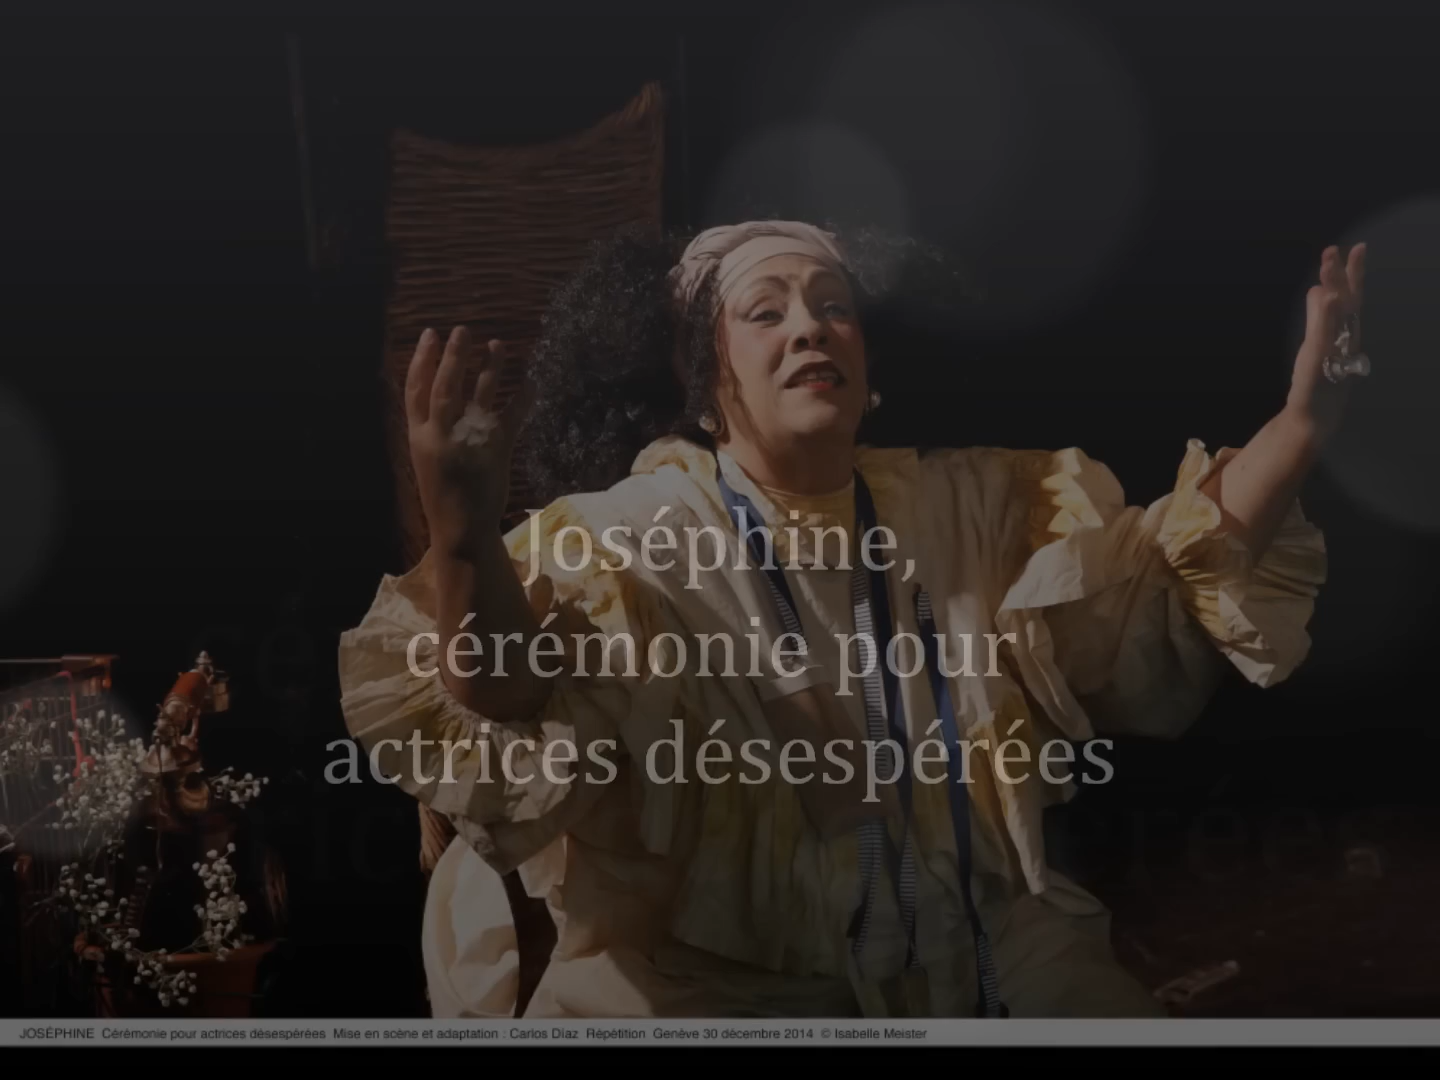 Joséphine,
cérémonie pour
actrices désespérées
JOSÉPHINE Cérémonie pour actrices désespérées Mise en scène et adaptation : Carlos Diaz Répétition Genève 30 décembre 2014 © Isabelle Meister